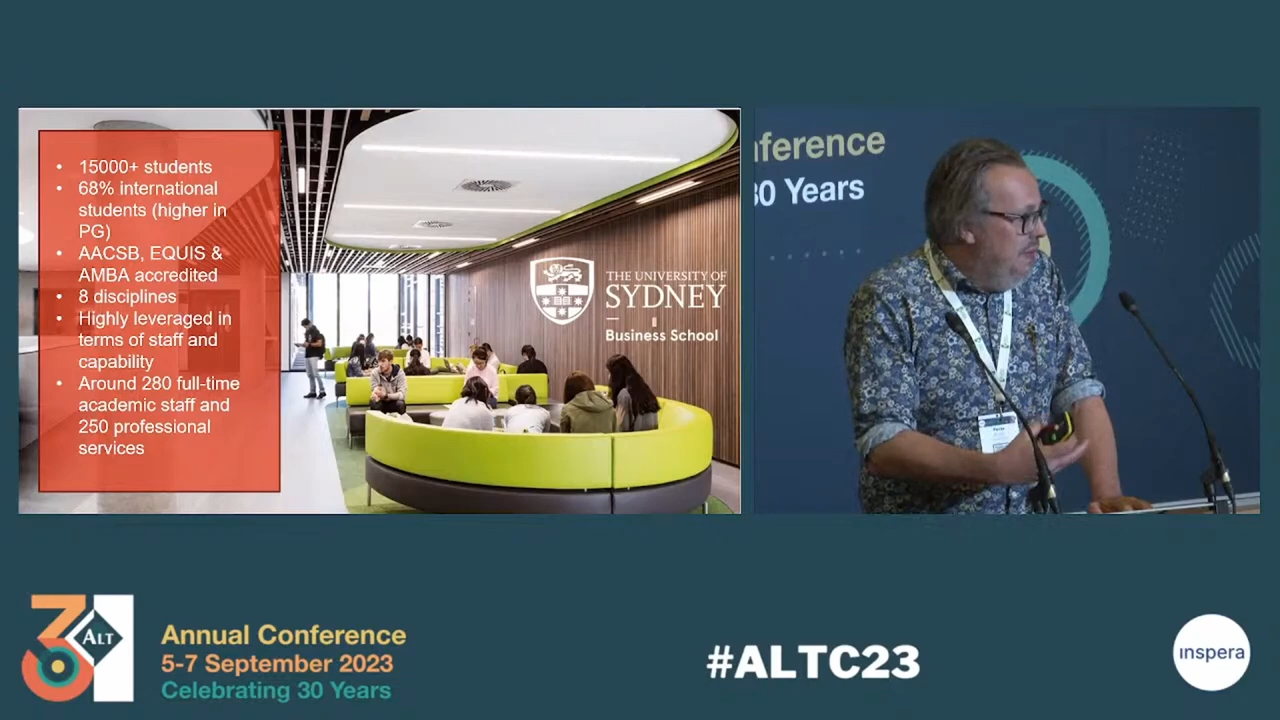 • 15000+ students
• 68% international
students (higher in
PG)
• AACSB, EQUIS &
AMBA accredited
• 8 disciplines
• Highly leveraged in
terms of staff and
capability
• Around 280 full-time
academic staff and
250 professional
services
THE UNIVERSITY OF
SYDNEY
Business School
ference
30 Years
30
ALT
Annual Conference
5-7 September 2023
Celebrating 30 Years
#ALTC23
inspera